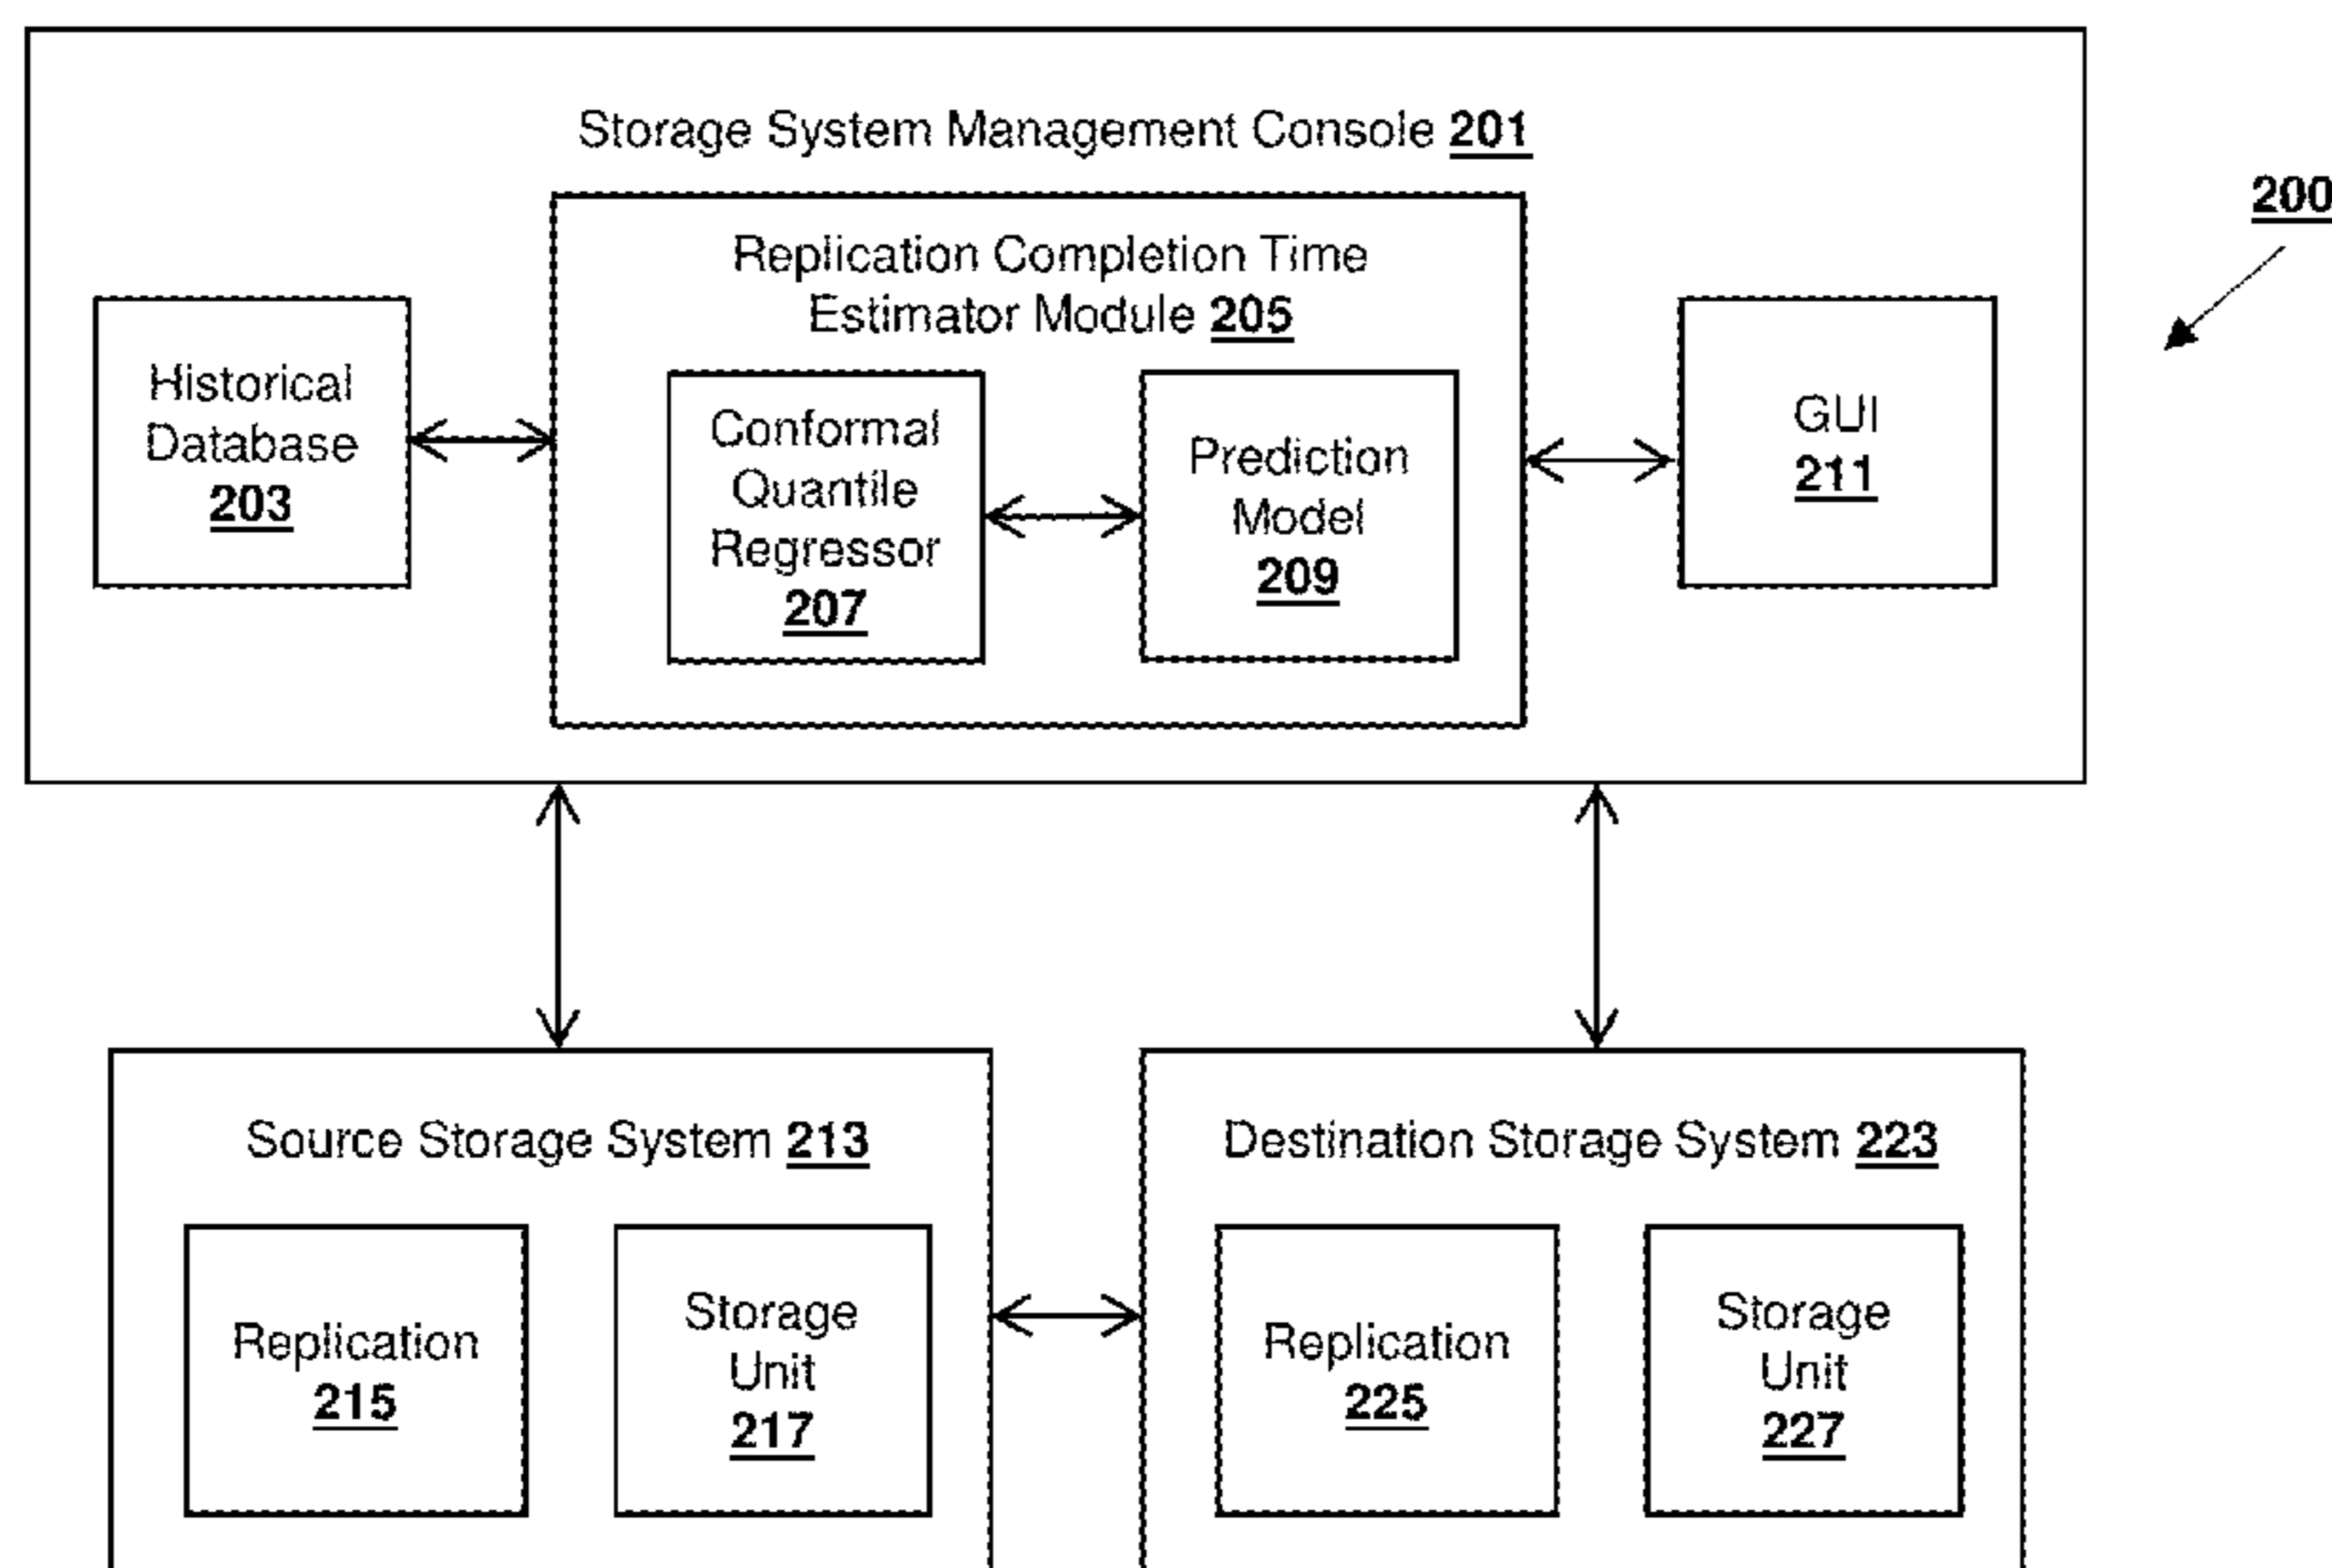 Storage System Management Console 201
200
Replication Completion Time
Estimator Module 205
Historical
Database
203
Conformal
Quantile
Regressor
207
Prediction
Model
209
GUI
211
Source Storage System 213
Replication
215
Storage
Unit
217
Destination Storage System 223
Replication
225
Storage
Unit
227